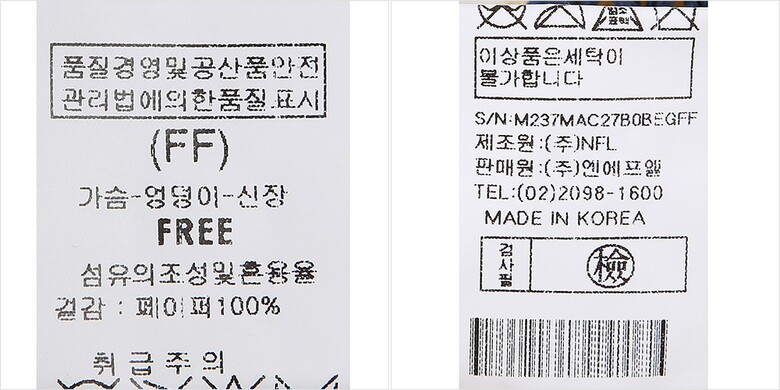 품질경영및공산품안전
관리법에의한품질표시
(FF)
가슴-엉덩이-신장
FREE
섬유의조성및혼용율
겉감 : 페이퍼100%
취급주의
염소
표백
이상품은세탁이
불가합니다
S/N:M237MAC27B0BEGFF
제조원:(주)NFL
판매원:(주)엔에프엘
TEL:(02)2098-1600
MADE IN KOREA
검사필
檢